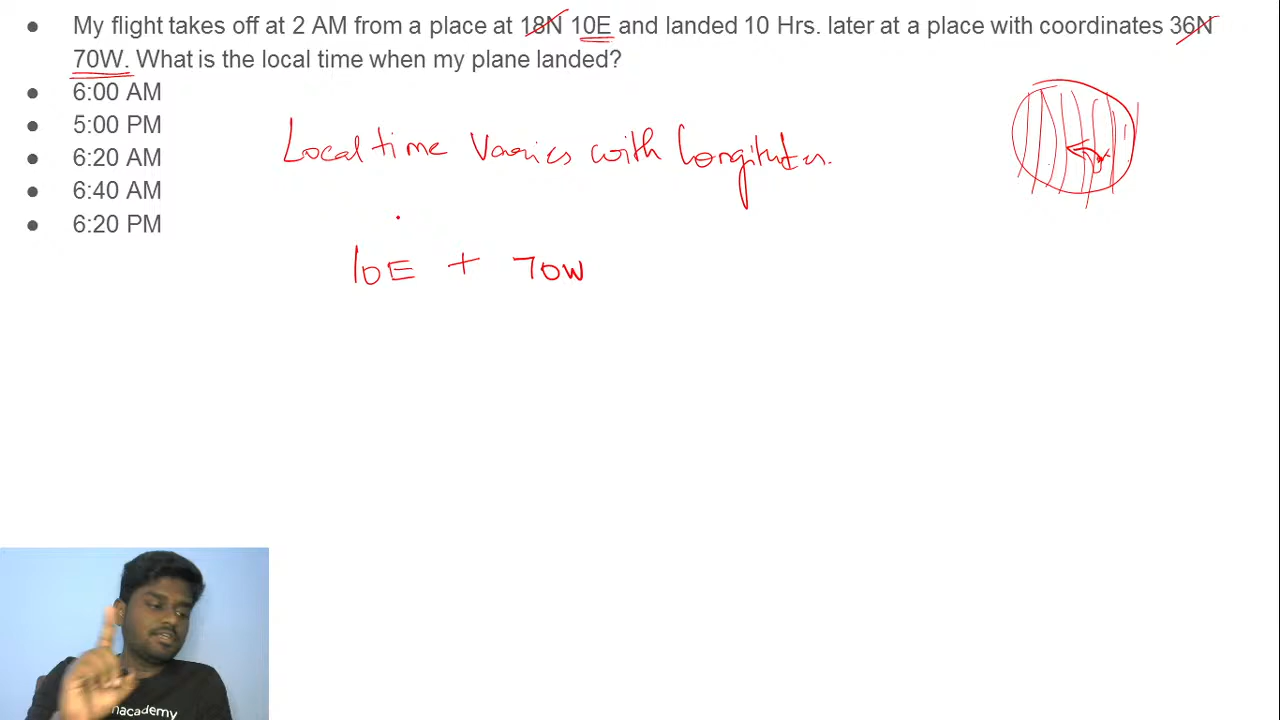 My flight takes off at 2 AM from a place at 18N 10E and landed 10 Hrs. later at a place with coordinates 36N
70W. What is the local time when my plane landed?
6:00 AM
5:00 PM
6:20 AM
6:40 AM
6:20 PM
Local time varies with longitudes.
10E + 70W
nacademy